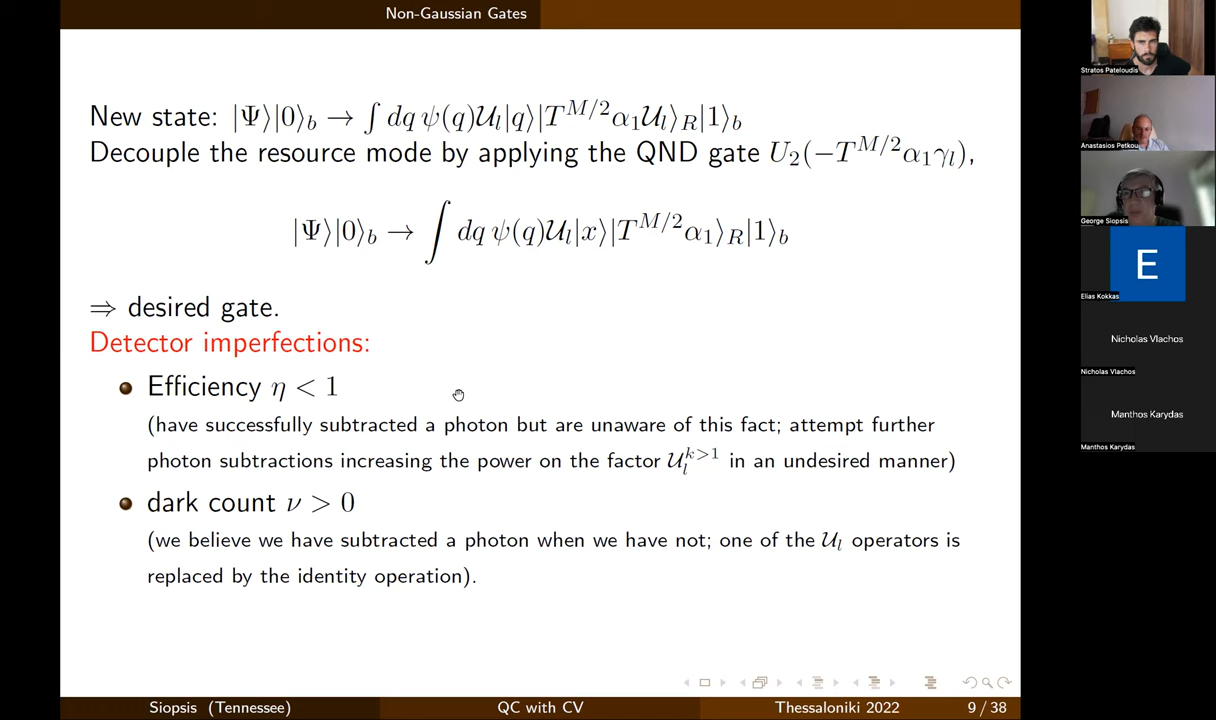 Non-Gaussian Gates
New state: |Ψ⟩|0⟩_b → ∫ dq ψ(q)𝒰_l|q⟩|T^{M/2}α₁𝒰_l⟩_R|1⟩_b
Decouple the resource mode by applying the QND gate U₂(−T^{M/2}α₁γ_l),
|Ψ⟩|0⟩_b → ∫ dq ψ(q)𝒰_l|x⟩|T^{M/2}α₁⟩_R|1⟩_b
⇒ desired gate.
Detector imperfections:
Efficiency η < 1
(have successfully subtracted a photon but are unaware of this fact; attempt further
photon subtractions increasing the power on the factor 𝒰_l^{k>1} in an undesired manner)
dark count ν > 0
(we believe we have subtracted a photon when we have not; one of the 𝒰_l operators is
replaced by the identity operation).
Siopsis (Tennessee)
QC with CV
Thessaloniki 2022
9 / 38
Stratos Pateloudis
Anastasios Petkou
George Siopsis
E
Elias Kokkas
Nicholas Vlachos
Nicholas Vlachos
Manthos Karydas
Manthos Karydas